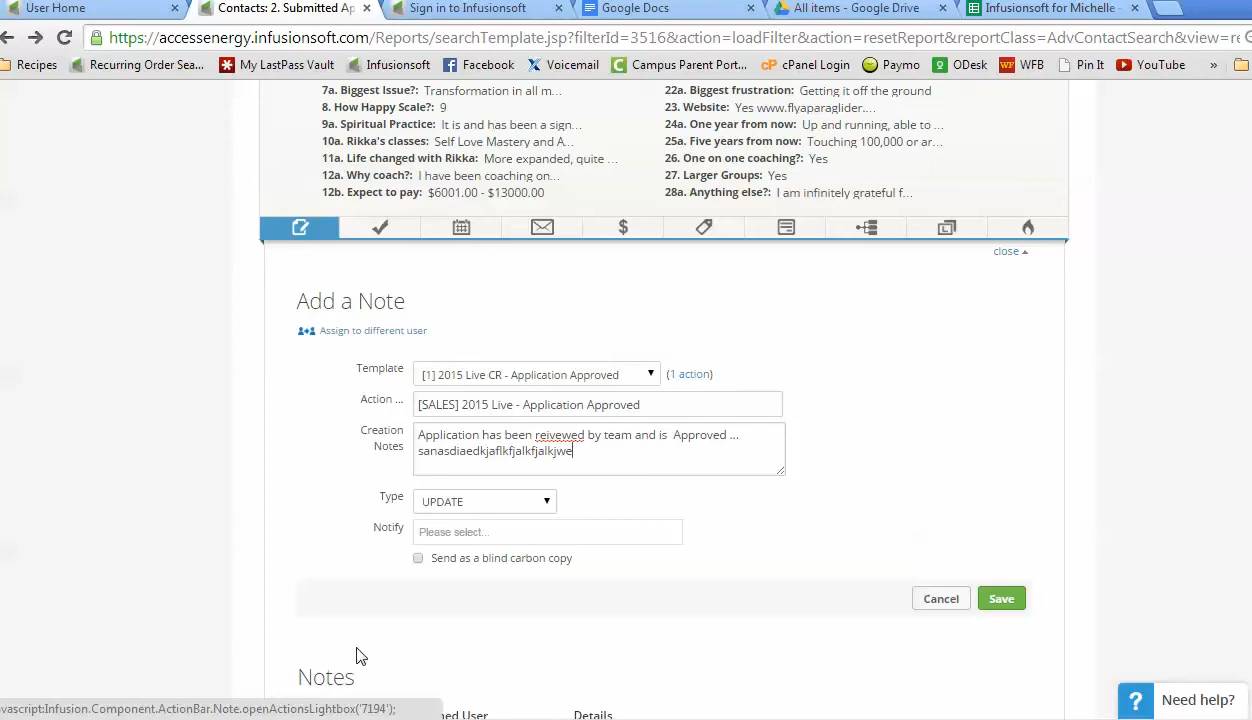 User Home
Contacts: 2. Submitted Ap
Sign in to Infusionsoft
Google Docs
All items - Google Drive
Infusionsoft for Michelle -
https://accessenergy.infusionsoft.com/Reports/searchTemplate.jsp?filterId=3516&action=loadFilter&action=resetReport&reportClass=AdvContactSearch&view=re
Recipes
Recurring Order Sea...
My LastPass Vault
Infusionsoft
Facebook
Voicemail
Campus Parent Port...
cPanel Login
Paymo
ODesk
WFB
Pin It
YouTube
»
7a. Biggest Issue?: Transformation in all m...
8. How Happy Scale?: 9
9a. Spiritual Practice: It is and has been a sign...
10a. Rikka's classes: Self Love Mastery and A...
11a. Life changed with Rikka: More expanded, quite ...
12a. Why coach?: I have been coaching on...
12b. Expect to pay: $6001.00 - $13000.00
22a. Biggest frustration: Getting it off the ground
23. Website: Yes www.flyaparaglider....
24a. One year from now: Up and running, able to ...
25a. Five years from now: Touching 100,000 or ar...
26. One on one coaching?: Yes
27. Larger Groups: Yes
28a. Anything else?: I am infinitely grateful f...
close
Add a Note
Assign to different user
Template
[1] 2015 Live CR - Application Approved
(1 action)
Action ...
[SALES] 2015 Live - Application Approved
Creation
Notes
Application has been reivewed by team and is  Approved ...
sanasdiaedkjaflkfjalkfjalkjwe
Type
UPDATE
Notify
Please select...
Send as a blind carbon copy
Cancel
Save
Notes
Details
Need help?
vascript:Infusion.Component.ActionBar.Note.openActionsLightbox('7194');
ned User